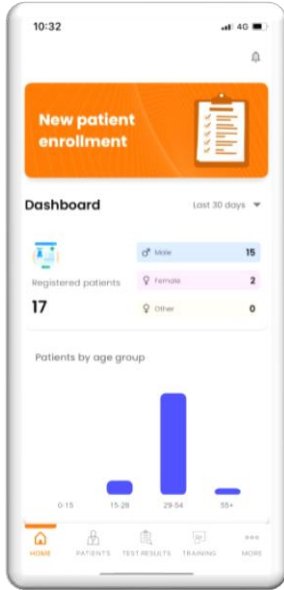 10:32
4G
New patient
enrollment
Dashboard
Last 30 days
Male 15
Registered patients
Female 2
17
Other 0
Patients by age group
0-15 15-28 29-54 55+
HOME PATIENTS TEST RESULTS TRAINING MORE